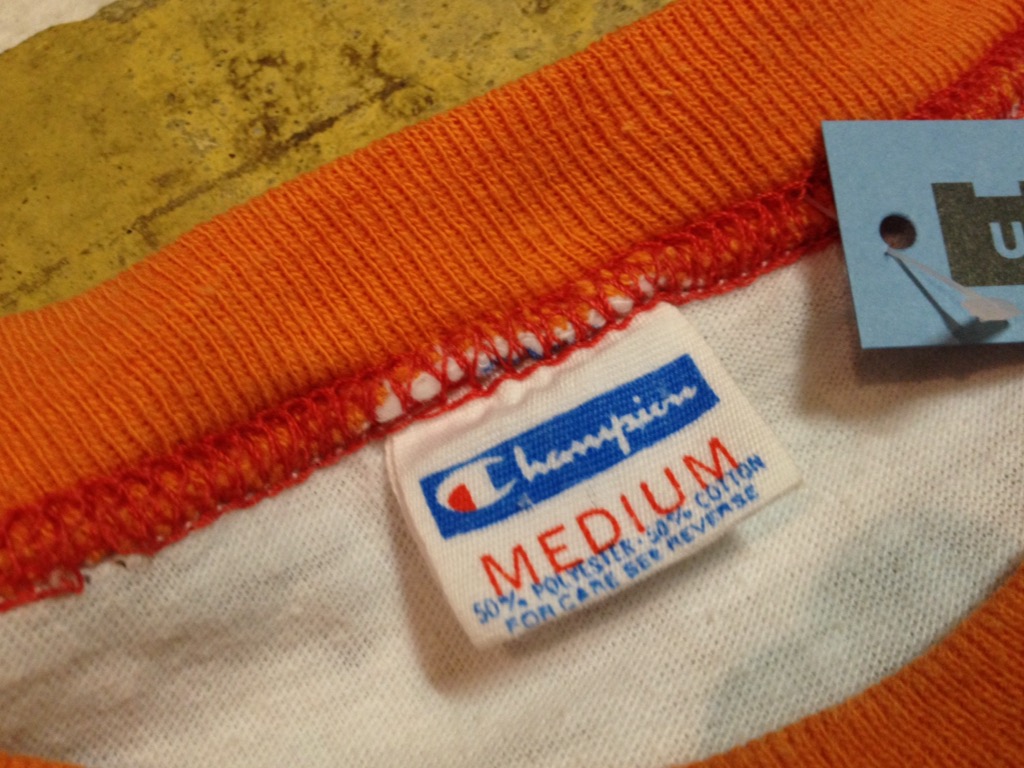 Champion
MEDIUM
50% POLYESTER · 50% COTTON
FOR CARE SEE REVERSE
U